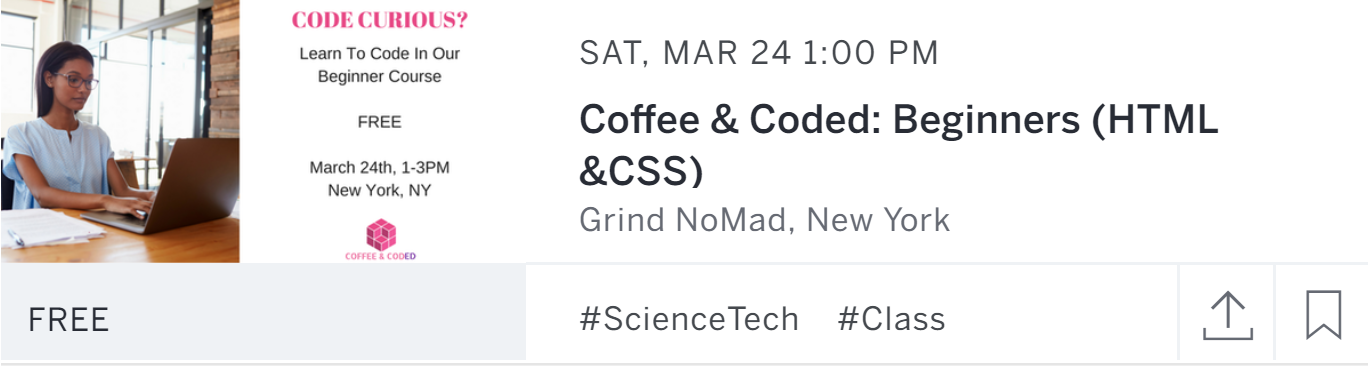 CODE CURIOUS?
Learn To Code In Our
Beginner Course
FREE
March 24th, 1-3PM
New York, NY
COFFEE & CODED
SAT, MAR 24 1:00 PM
Coffee & Coded: Beginners (HTML
&CSS)
Grind NoMad, New York
FREE
#ScienceTech #Class